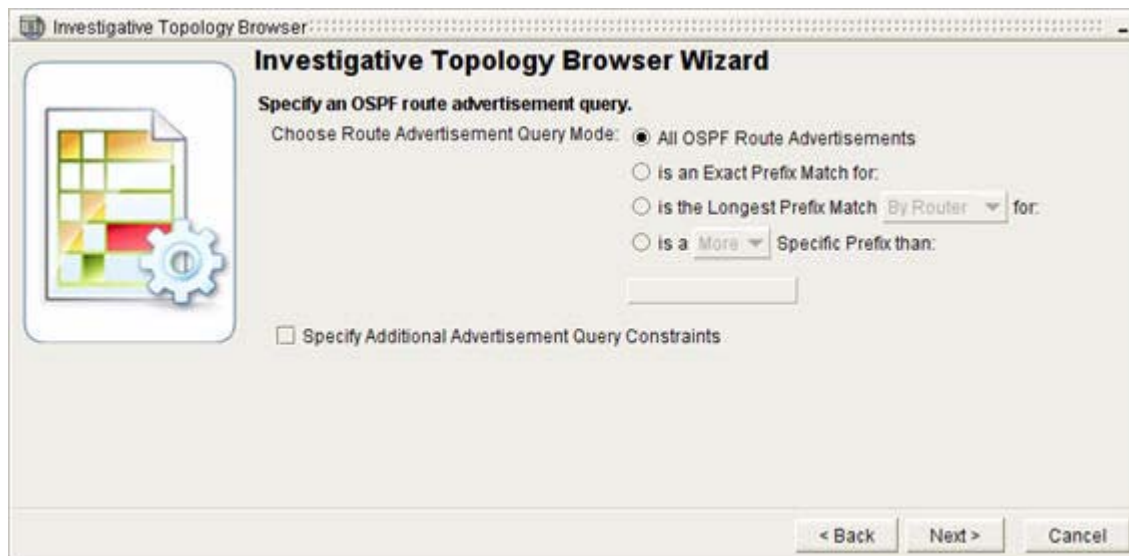 Investigative Topology Browser
Investigative Topology Browser Wizard
Specify an OSPF route advertisement query.
Choose Route Advertisement Query Mode: All OSPF Route Advertisements
is an Exact Prefix Match for:
is the Longest Prefix Match By Router for:
is a More Specific Prefix than:
Specify Additional Advertisement Query Constraints
< Back Next > Cancel